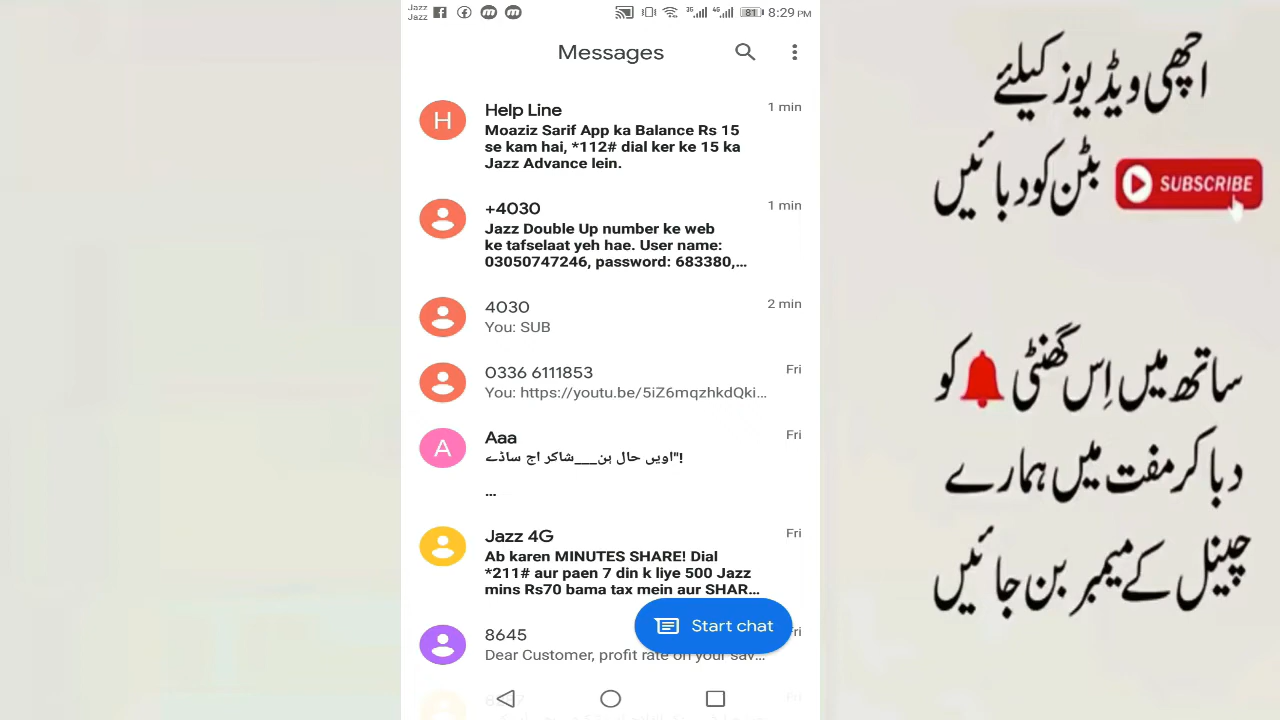 Jazz
Jazz
3G
4G
81
8:29 PM
Messages
H
Help Line
1 min
Moaziz Sarif App ka Balance Rs 15
se kam hai, *112# dial ker ke 15 ka
Jazz Advance lein.
+4030
1 min
Jazz Double Up number ke web
ke tafselaat yeh hae. User name:
03050747246, password: 683380,...
4030
2 min
You: SUB
0336 6111853
Fri
You: https://youtu.be/5iZ6mqzhkdQki...
A
Aaa
Fri
اویں حال بن___شاکر اج ساڈے"!
...
Jazz 4G
Fri
Ab karen MINUTES SHARE! Dial
*211# aur paen 7 din k liye 500 Jazz
mins Rs70 bama tax mein aur SHAR...
8645
Fri
Dear Customer, profit rate on your sav...
Start chat
اچھی ویڈیوز کیلئے
بٹن کو دبائیں
SUBSCRIBE
ساتھ میں اِس گھنٹی کو
دبا کر مفت میں ہمارے
چینل کے میمبر بن جائیں